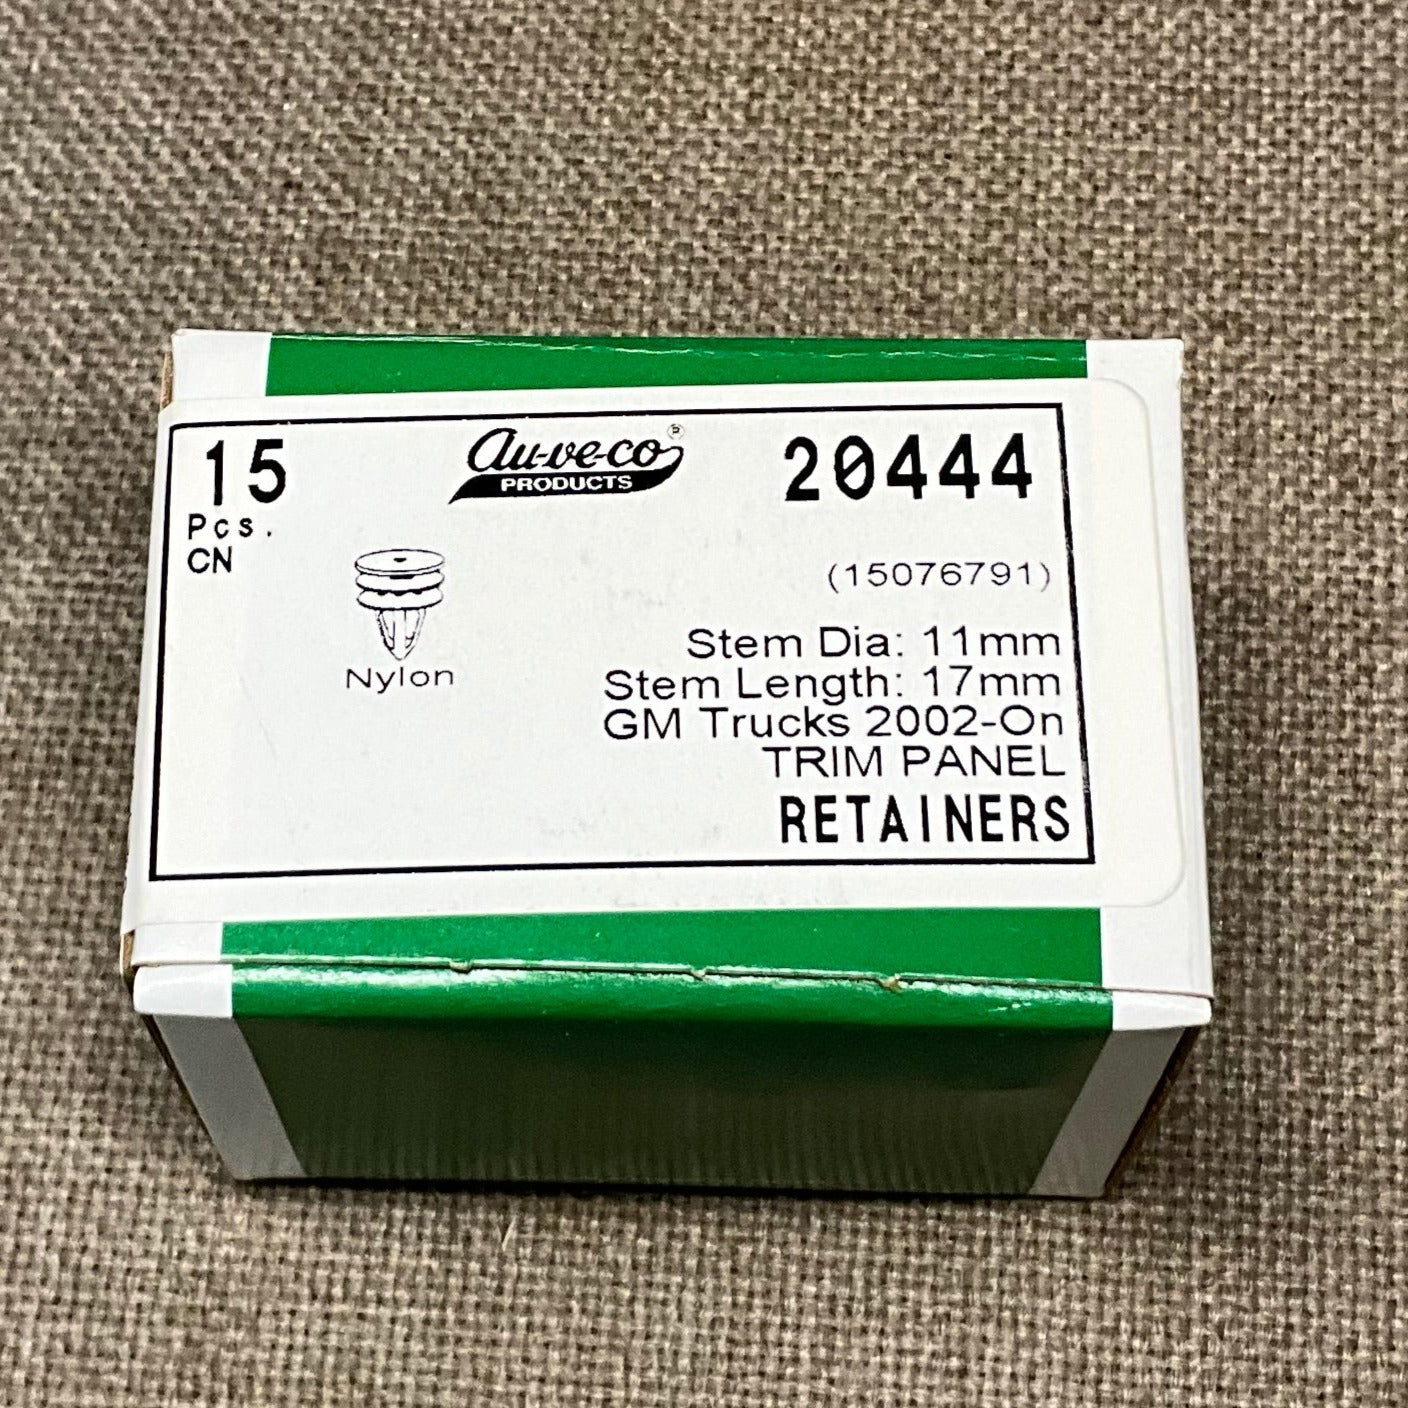 15
Pcs.
CN
au-ve-co®
PRODUCTS
20444
(15076791)
Nylon
Stem Dia: 11mm
Stem Length: 17mm
GM Trucks 2002-On
TRIM PANEL
RETAINERS